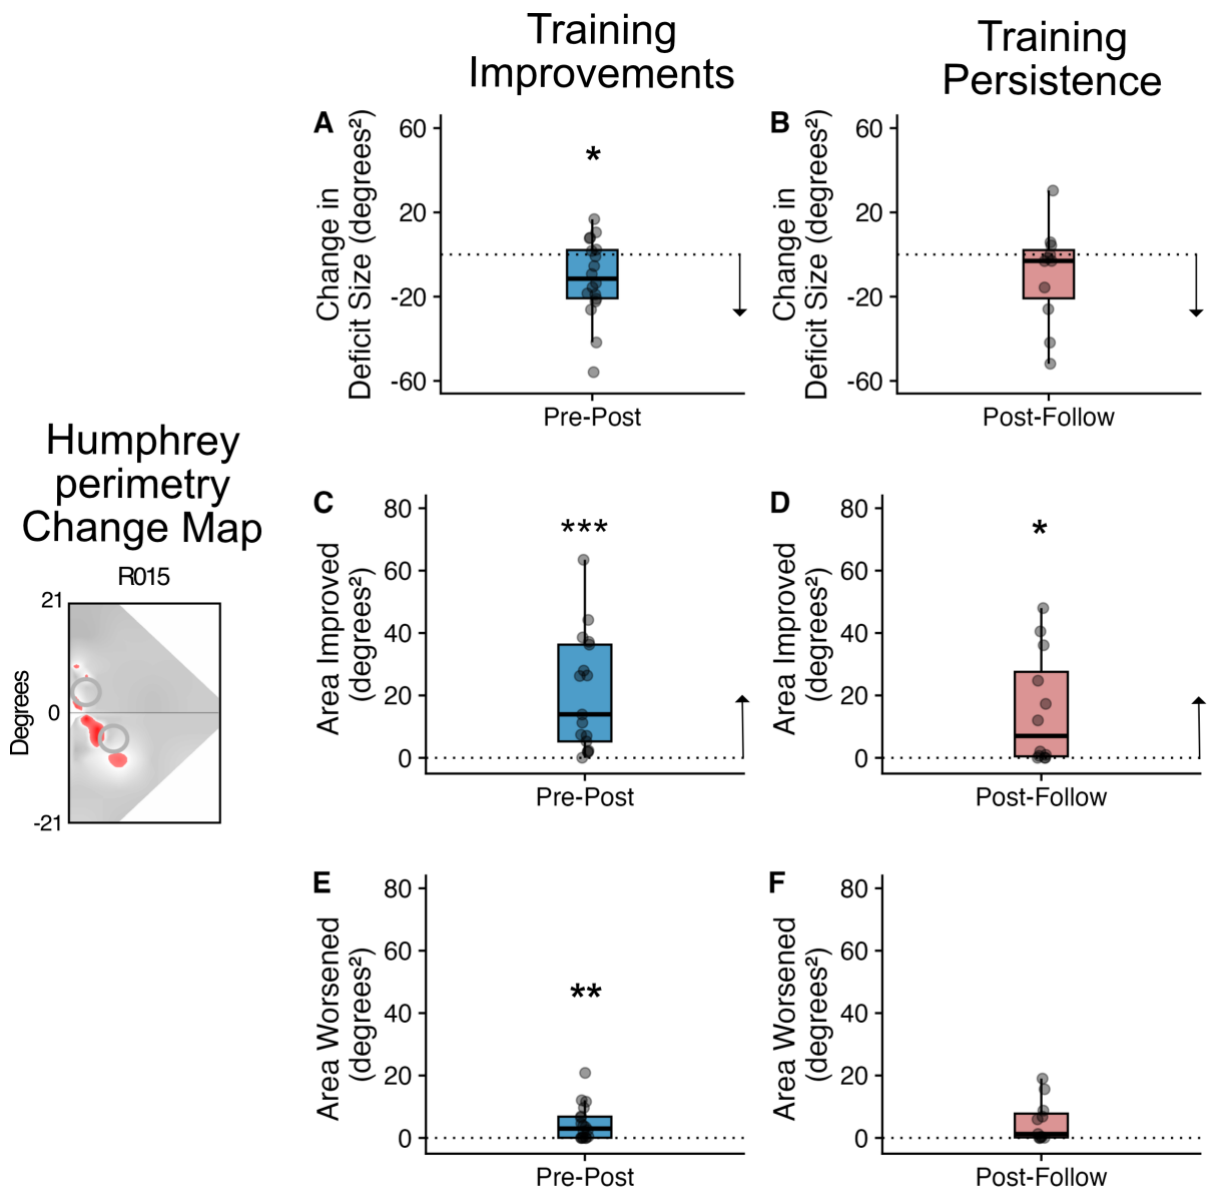 Training
Improvements
Training
Persistence
A
Change in
Deficit Size (degrees²)
60
20
-20
-60
*
Pre-Post
B
Change in
Deficit Size (degrees²)
60
20
-20
-60
Post-Follow
Humphrey
perimetry
Change Map
R015
Degrees
21
0
-21
C
Area Improved
(degrees²)
80
60
40
20
0
***
Pre-Post
D
Area Improved
(degrees²)
80
60
40
20
0
*
Post-Follow
E
Area Worsened
(degrees²)
80
60
40
20
0
**
Pre-Post
F
Area Worsened
(degrees²)
80
60
40
20
0
Post-Follow